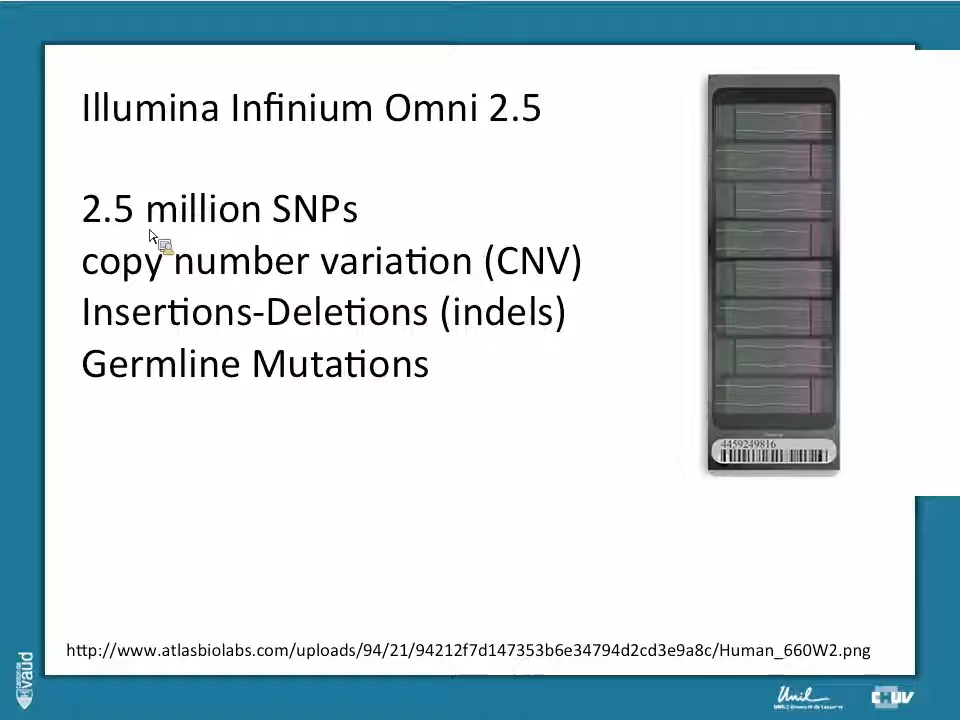 Illumina Infinium Omni 2.5
2.5 million SNPs
copy number variation (CNV)
Insertions-Deletions (indels)
Germline Mutations
4459249816
http://www.atlasbiolabs.com/uploads/94/21/94212f7d147353b6e34794d2cd3e9a8c/Human_660W2.png
vaud
Unil